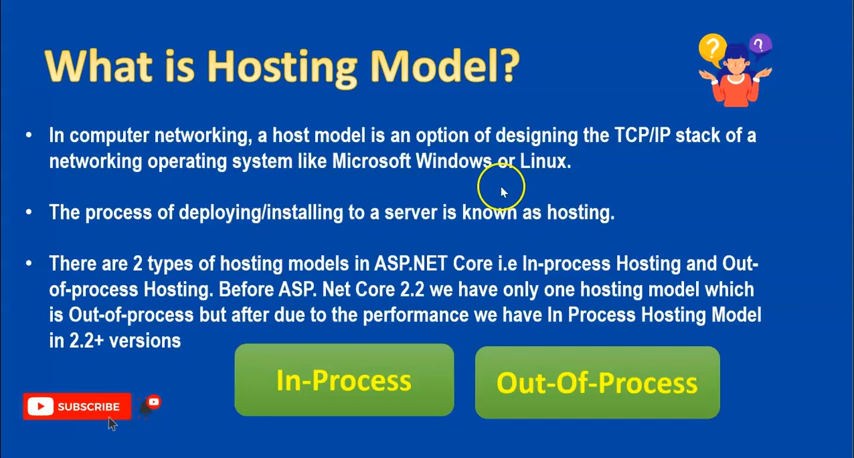 What is Hosting Model?
? ?
• In computer networking, a host model is an option of designing the TCP/IP stack of a
networking operating system like Microsoft Windows or Linux.
• The process of deploying/installing to a server is known as hosting.
• There are 2 types of hosting models in ASP.NET Core i.e In-process Hosting and Out-
of-process Hosting. Before ASP. Net Core 2.2 we have only one hosting model which
is Out-of-process but after due to the performance we have In Process Hosting Model
in 2.2+ versions
In-Process
Out-Of-Process
SUBSCRIBE